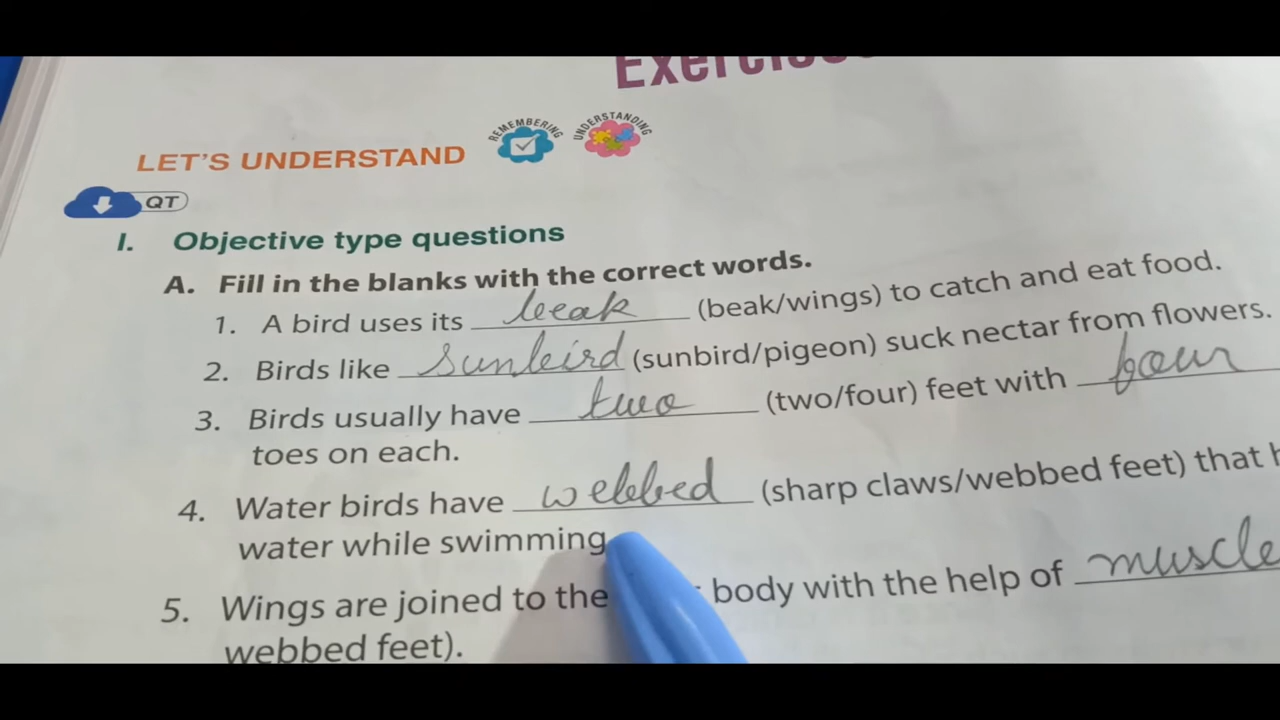 Exercises
REMEMBERING UNDERSTANDING
LET'S UNDERSTAND
QT
I. Objective type questions
A. Fill in the blanks with the correct words.
1. A bird uses its beak (beak/wings) to catch and eat food.
2. Birds like sunbird (sunbird/pigeon) suck nectar from flowers.
3. Birds usually have two (two/four) feet with four
toes on each.
4. Water birds have webbed (sharp claws/webbed feet) that
water while swimming
5. Wings are joined to the body with the help of muscle
webbed feet).